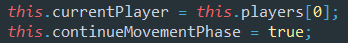 this.currentPlayer = this.players[0];
this.continueMovementPhase = true;